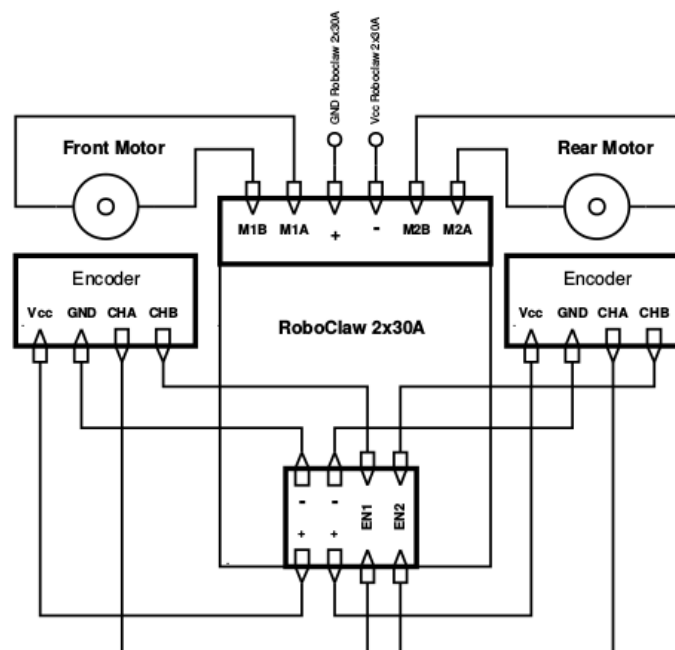 GND Roboclaw 2x30A
Vcc Roboclaw 2x30A
Front Motor
Rear Motor
M1B M1A + - M2B M2A
Encoder
Vcc GND CHA CHB
RoboClaw 2x30A
Encoder
Vcc GND CHA CHB
- - EN1 EN2
+ +